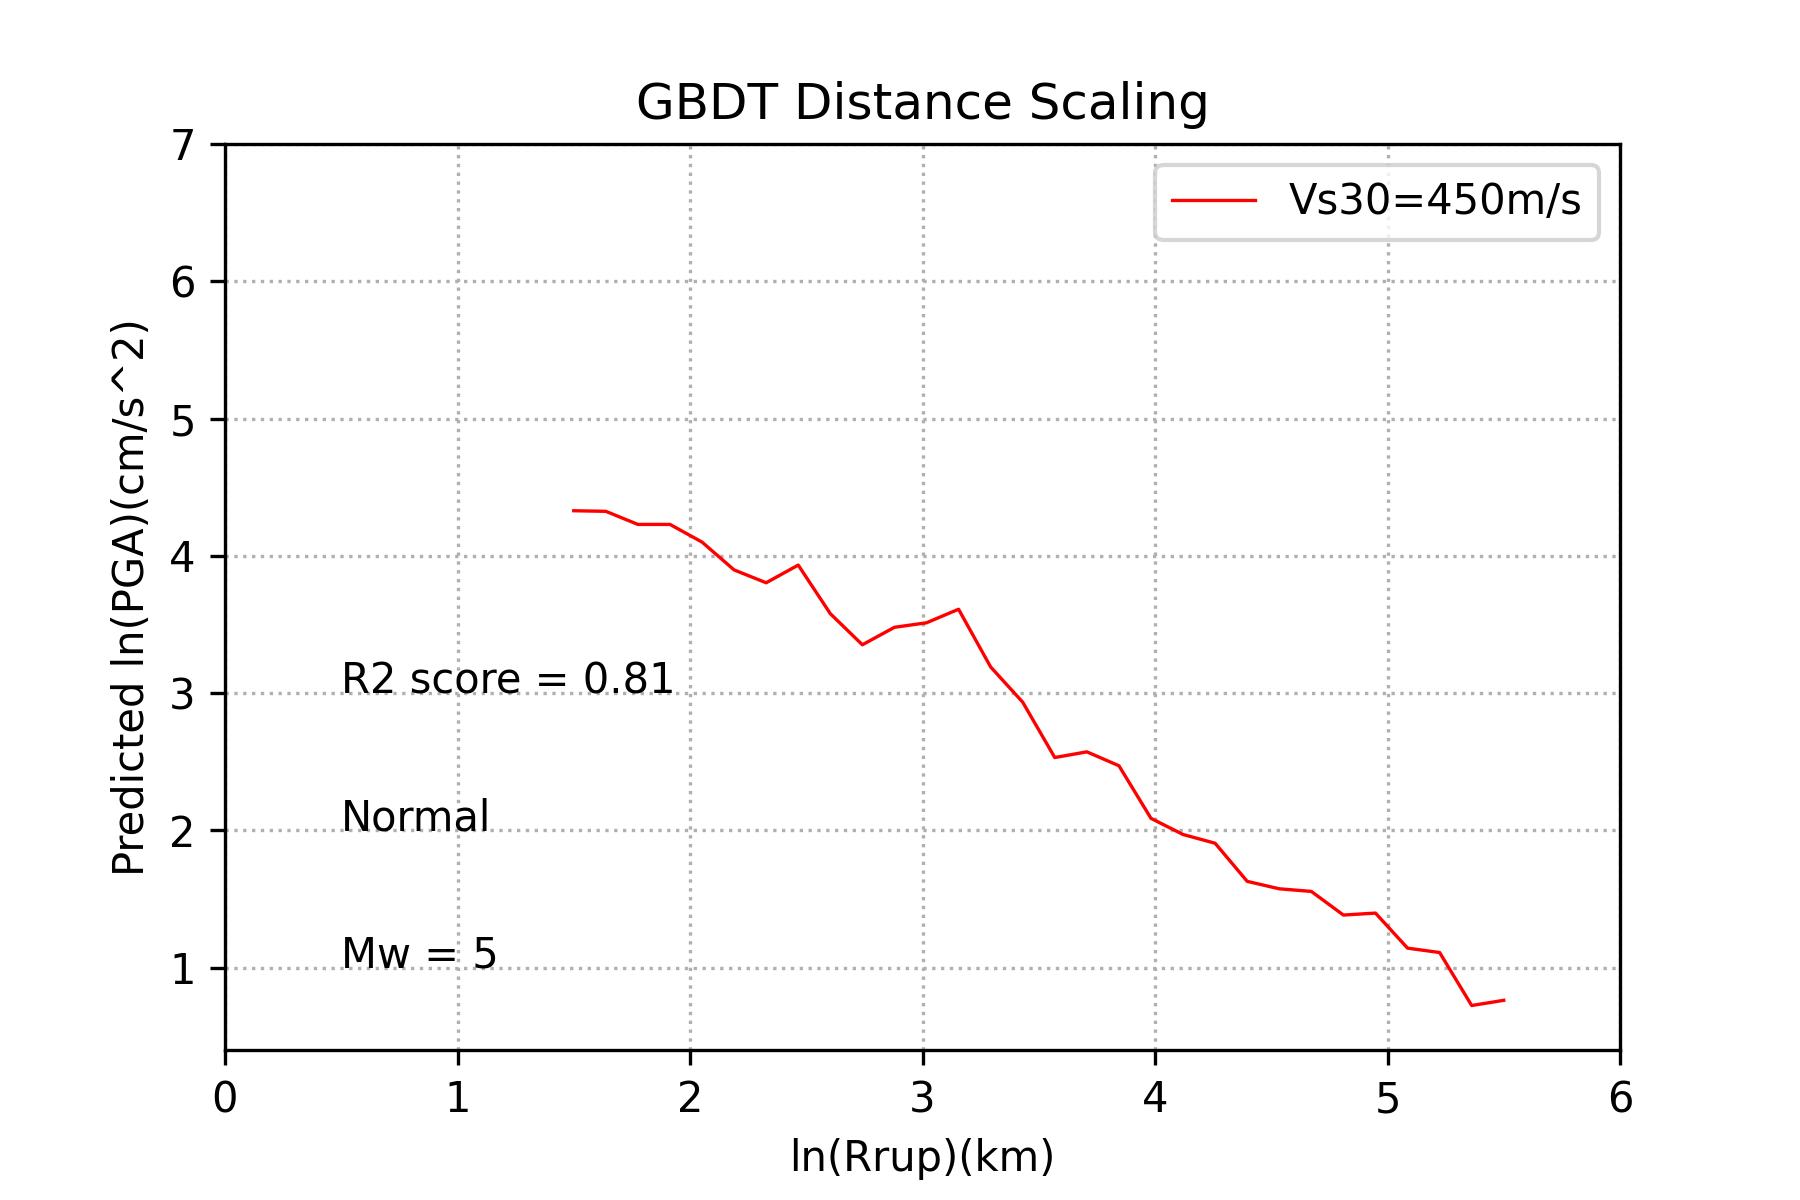 GBDT Distance Scaling
7
6
5
4
3
2
1
Predicted ln(PGA)(cm/s^2)
Vs30=450m/s
R2 score = 0.81
Normal
Mw = 5
0 1 2 3 4 5 6
ln(Rrup)(km)